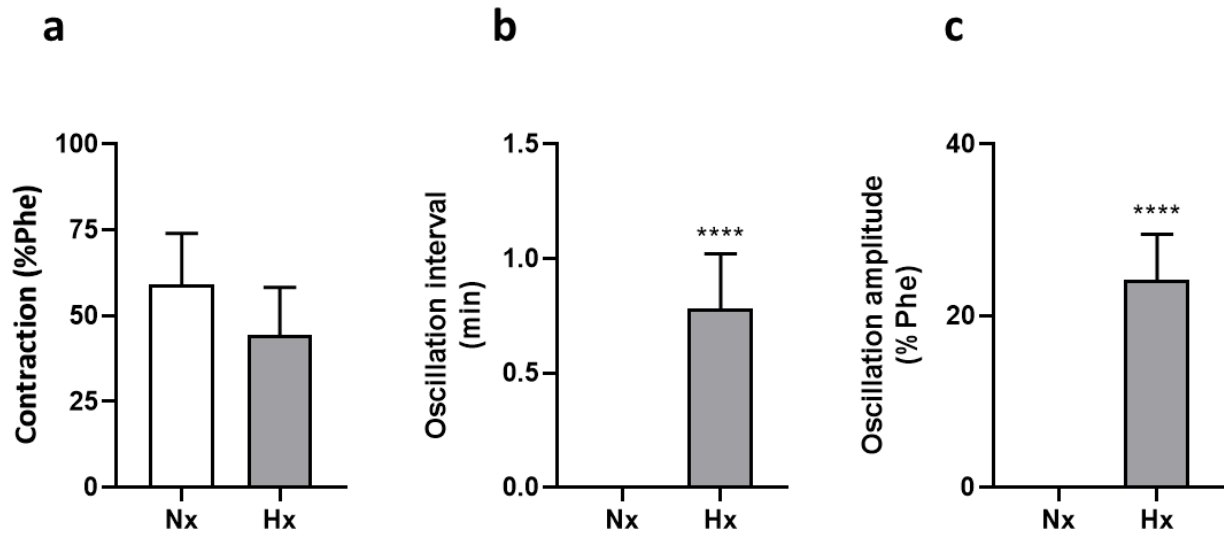 a
b
c
Contraction (%Phe)
100
75
50
25
0
Nx
Hx
Oscillation interval
(min)
1.5
1.0
0.5
0.0
****
Nx
Hx
Oscillation amplitude
(% Phe)
40
20
0
****
Nx
Hx